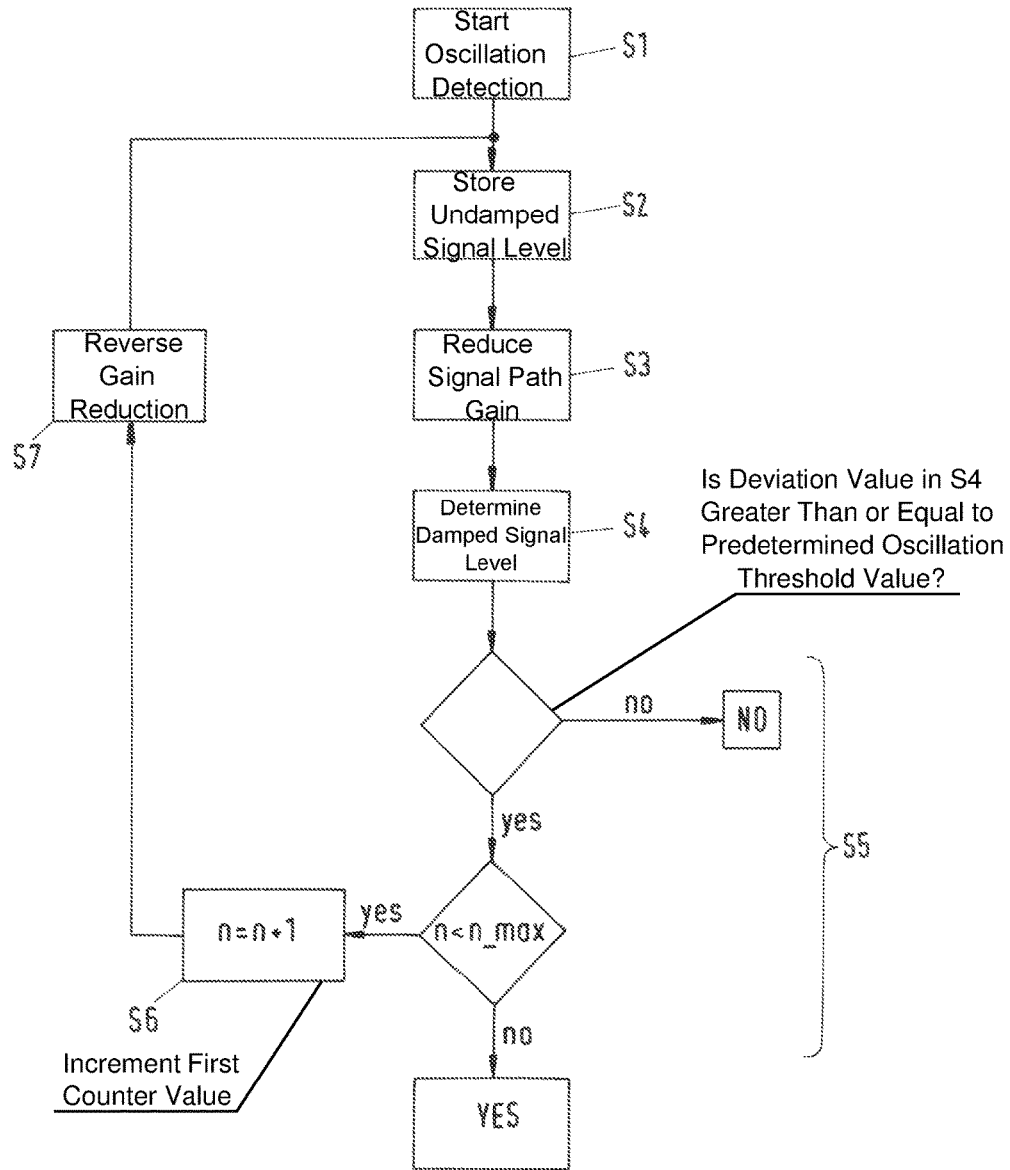 Start
Oscillation
Detection
S1
Store
Undamped
Signal Level
S2
Reverse
Gain
Reduction
S7
Reduce
Signal Path
Gain
S3
Determine
Damped Signal
Level
S4
Is Deviation Value in S4
Greater Than or Equal to
Predetermined Oscillation
Threshold Value?
no
NO
yes
S5
n<n_max
yes
n=n+1
S6
Increment First
Counter Value
no
YES